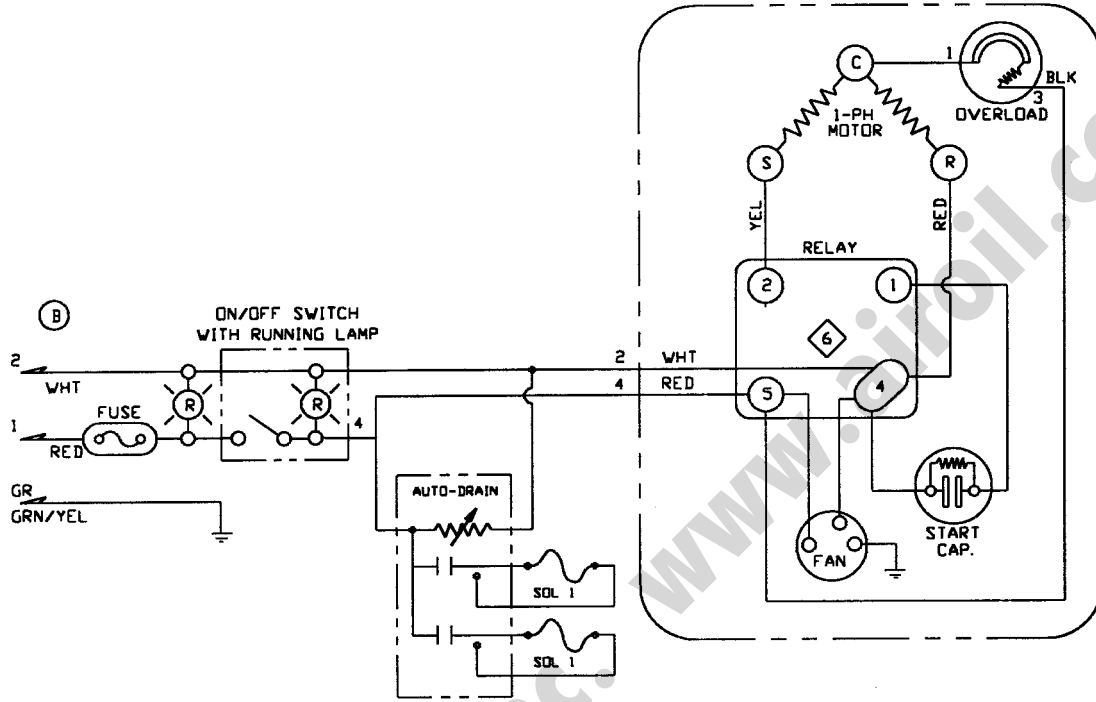 C
1
BLK
3
OVERLOAD
1-PH
MOTOR
S
R
YEL
RED
RELAY
2
1
6
B
ON/OFF SWITCH
WITH RUNNING LAMP
2
WHT
R
R
2
WHT
4
RED
5
4
FUSE
1
RED
4
GR
GRN/YEL
AUTO-DRAIN
SOL 1
SOL 1
FAN
START
CAP.
www.airoil.c
c.